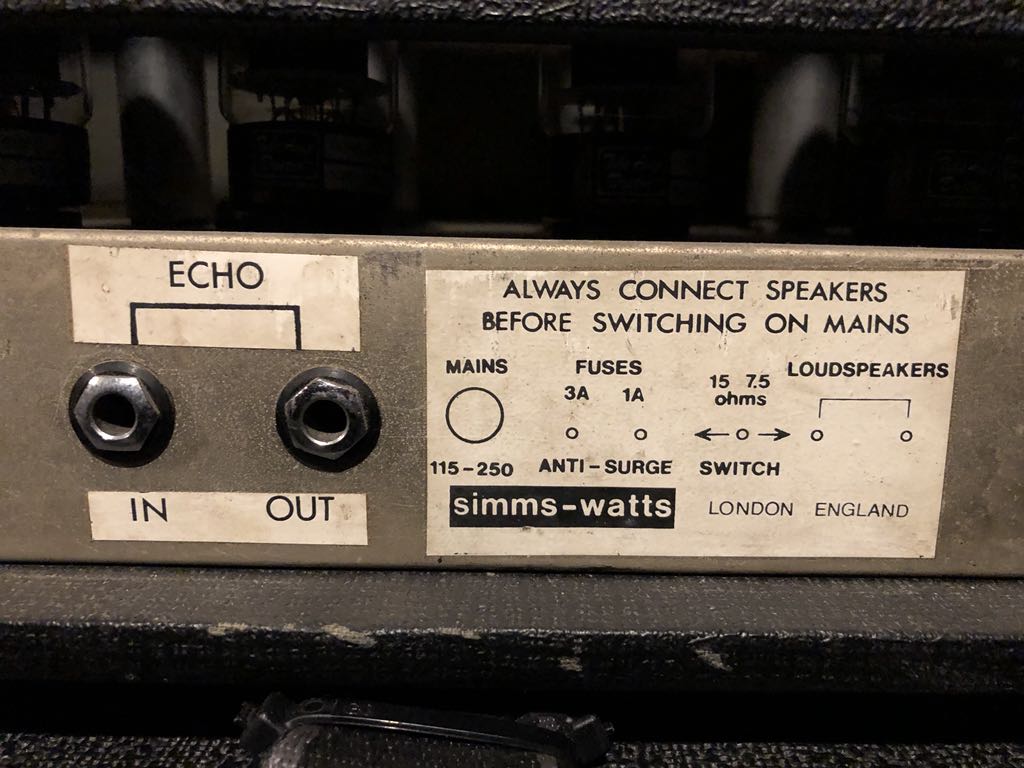 ECHO
IN OUT
ALWAYS CONNECT SPEAKERS
BEFORE SWITCHING ON MAINS
MAINS FUSES 15 7.5 LOUDSPEAKERS
3A 1A ohms
115-250 ANTI-SURGE SWITCH
simms-watts LONDON ENGLAND